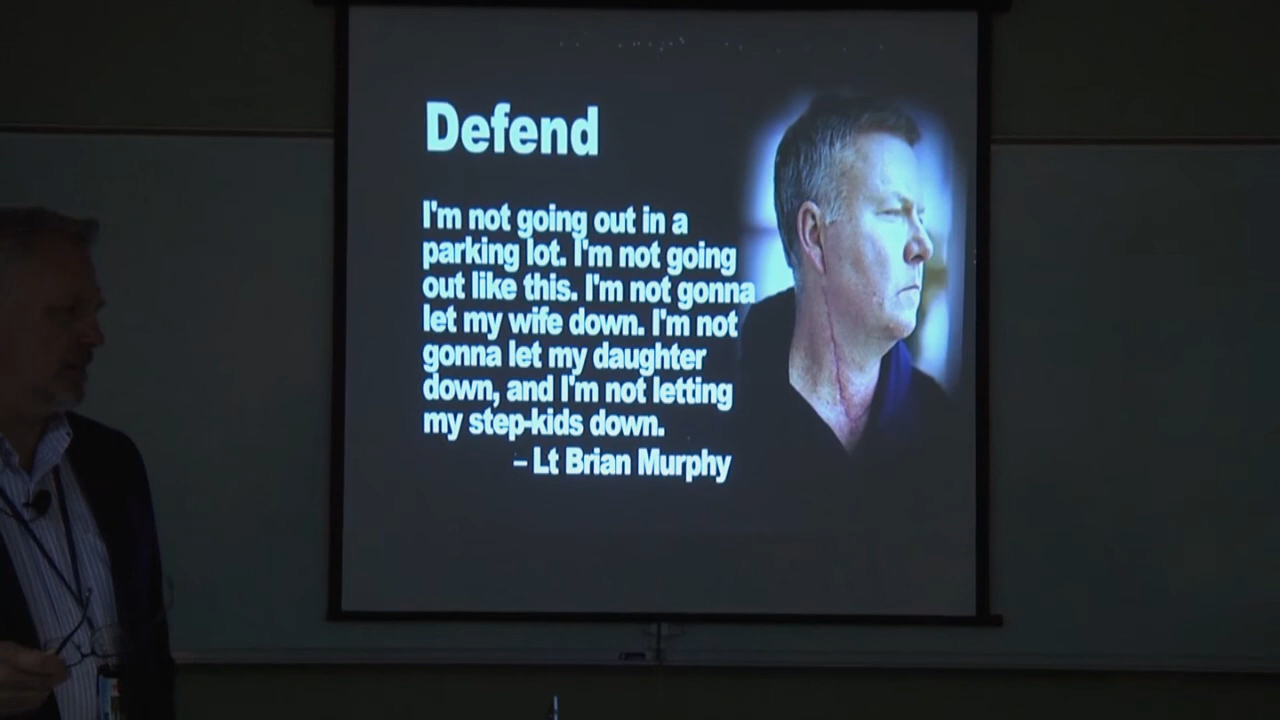 Defend
I'm not going out in a
parking lot. I'm not going
out like this. I'm not gonna
let my wife down. I'm not
gonna let my daughter
down, and I'm not letting
my step-kids down.
– Lt Brian Murphy